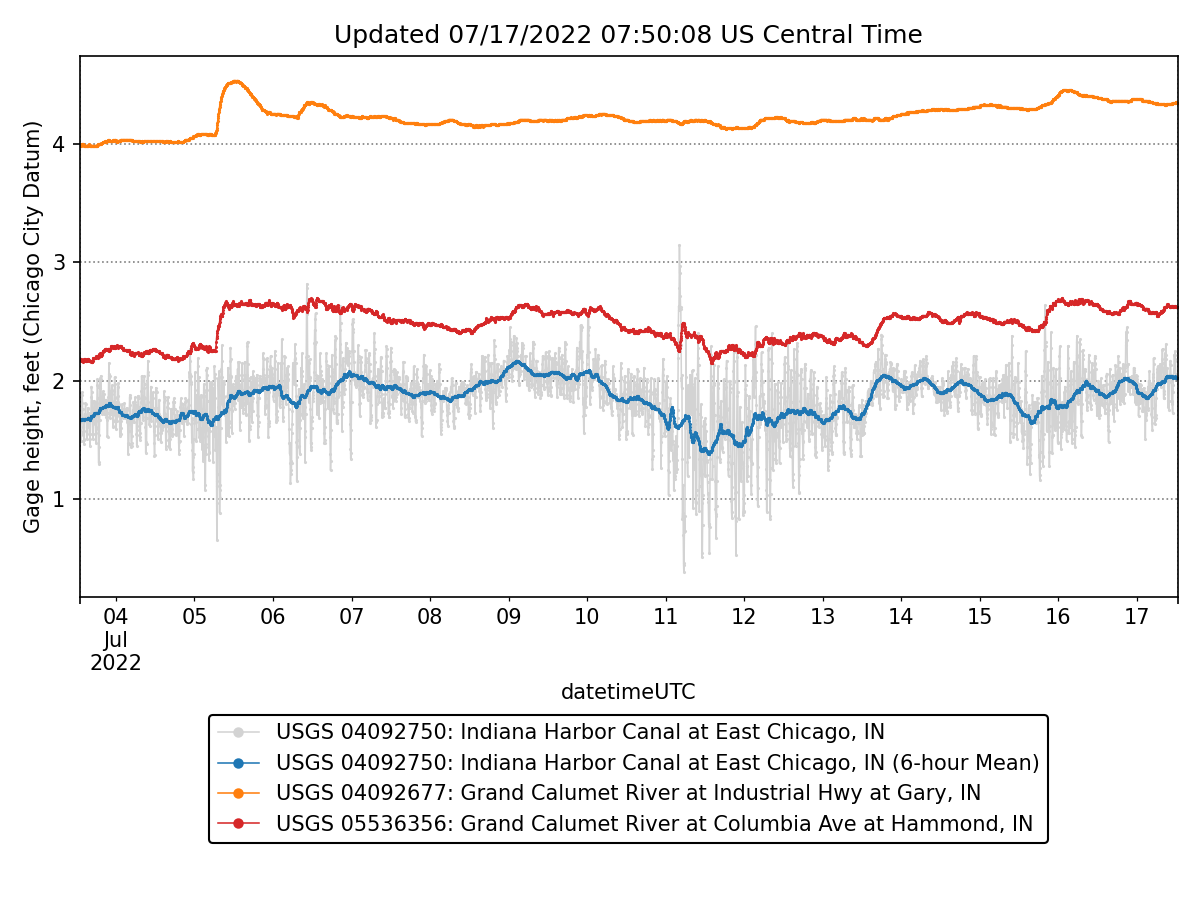 Updated 07/17/2022 07:50:08 US Central Time
Gage height, feet (Chicago City Datum)
4
3
2
1
04 05 06 07 08 09 10 11 12 13 14 15 16 17
Jul
2022
datetimeUTC
USGS 04092750: Indiana Harbor Canal at East Chicago, IN
USGS 04092750: Indiana Harbor Canal at East Chicago, IN (6-hour Mean)
USGS 04092677: Grand Calumet River at Industrial Hwy at Gary, IN
USGS 05536356: Grand Calumet River at Columbia Ave at Hammond, IN